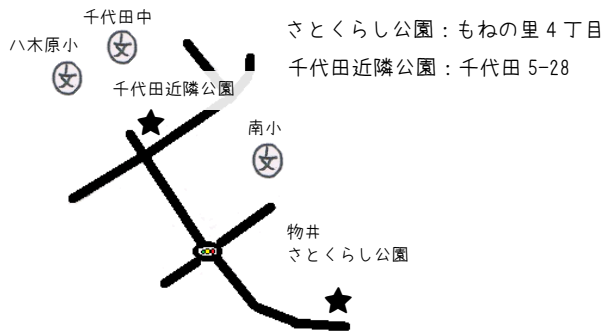 千代田中
八木原小
さとくらし公園：もねの里4丁目
千代田近隣公園：千代田5-28
千代田近隣公園
南小
物井
さとくらし公園